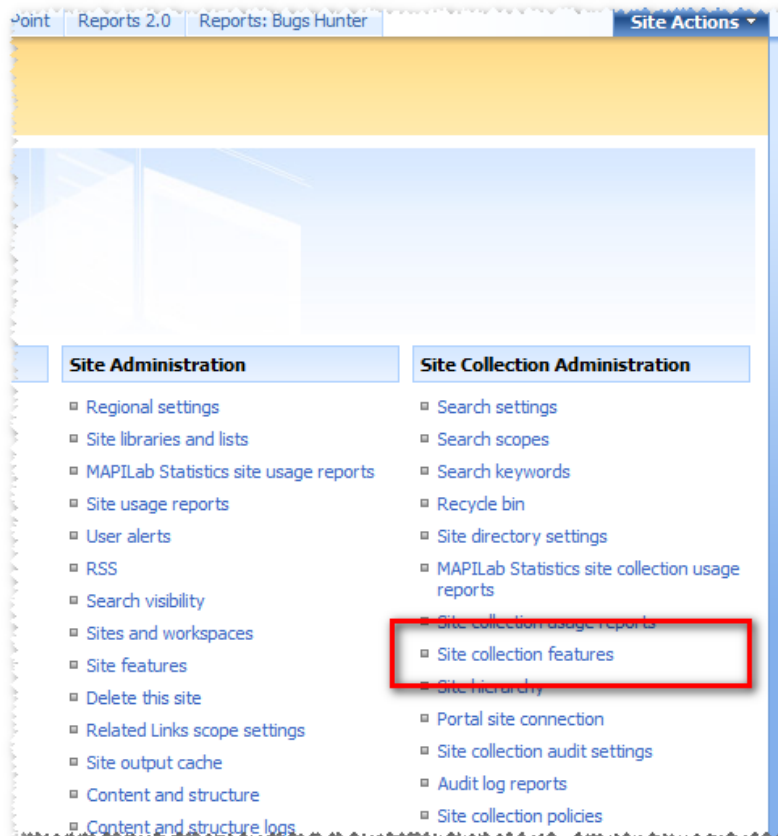 Point Reports 2.0 Reports: Bugs Hunter Site Actions
Site Administration
Regional settings
Site libraries and lists
MAPILab Statistics site usage reports
Site usage reports
User alerts
RSS
Search visibility
Sites and workspaces
Site features
Delete this site
Related Links scope settings
Site output cache
Content and structure
Content and structure logs
Site Collection Administration
Search settings
Search scopes
Search keywords
Recycle bin
Site directory settings
MAPILab Statistics site collection usage
reports
Site collection usage reports
Site collection features
Site hierarchy
Portal site connection
Site collection audit settings
Audit log reports
Site collection policies